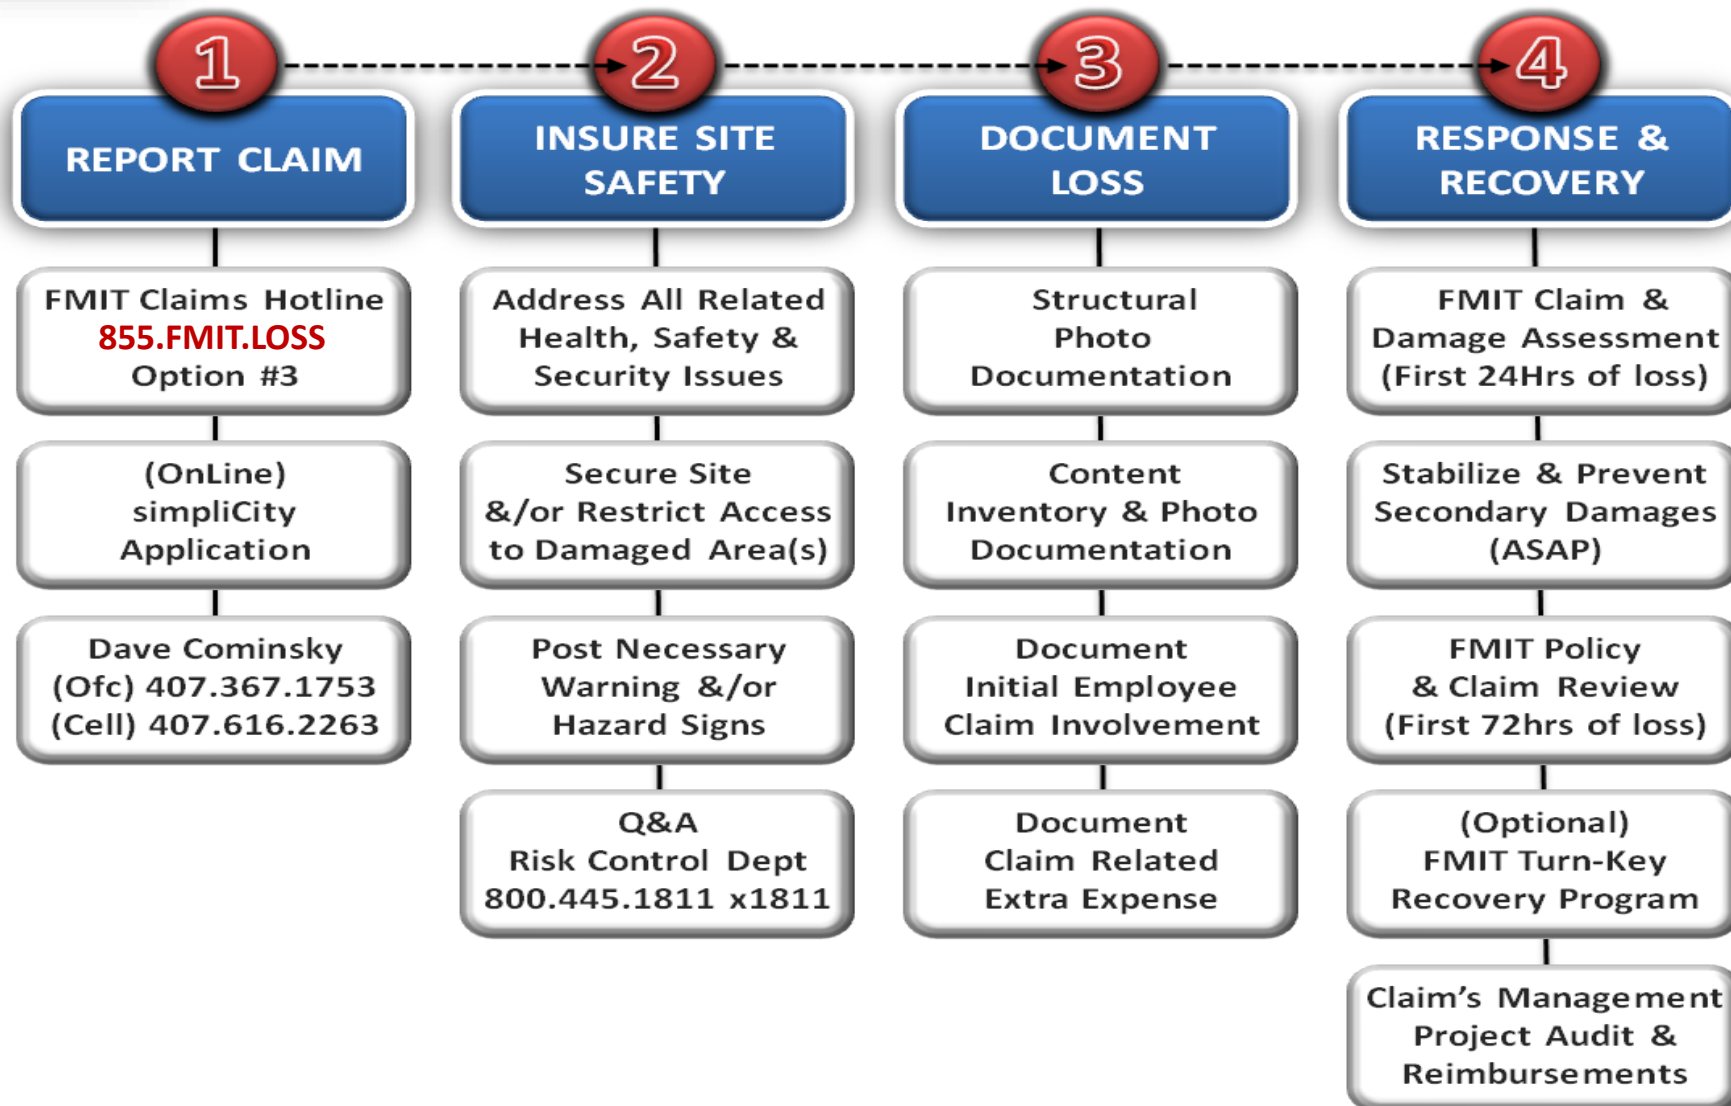 1
REPORT CLAIM
FMIT Claims Hotline
855.FMIT.LOSS
Option #3
(OnLine)
simpliCity
Application
Dave Cominsky
(Ofc) 407.367.1753
(Cell) 407.616.2263
2
INSURE SITE
SAFETY
Address All Related
Health, Safety &
Security Issues
Secure Site
&/or Restrict Access
to Damaged Area(s)
Post Necessary
Warning &/or
Hazard Signs
Q&A
Risk Control Dept
800.445.1811 x1811
3
DOCUMENT
LOSS
Structural
Photo
Documentation
Content
Inventory & Photo
Documentation
Document
Initial Employee
Claim Involvement
Document
Claim Related
Extra Expense
4
RESPONSE &
RECOVERY
FMIT Claim &
Damage Assessment
(First 24Hrs of loss)
Stabilize & Prevent
Secondary Damages
(ASAP)
FMIT Policy
& Claim Review
(First 72hrs of loss)
(Optional)
FMIT Turn-Key
Recovery Program
Claim’s Management
Project Audit &
Reimbursements